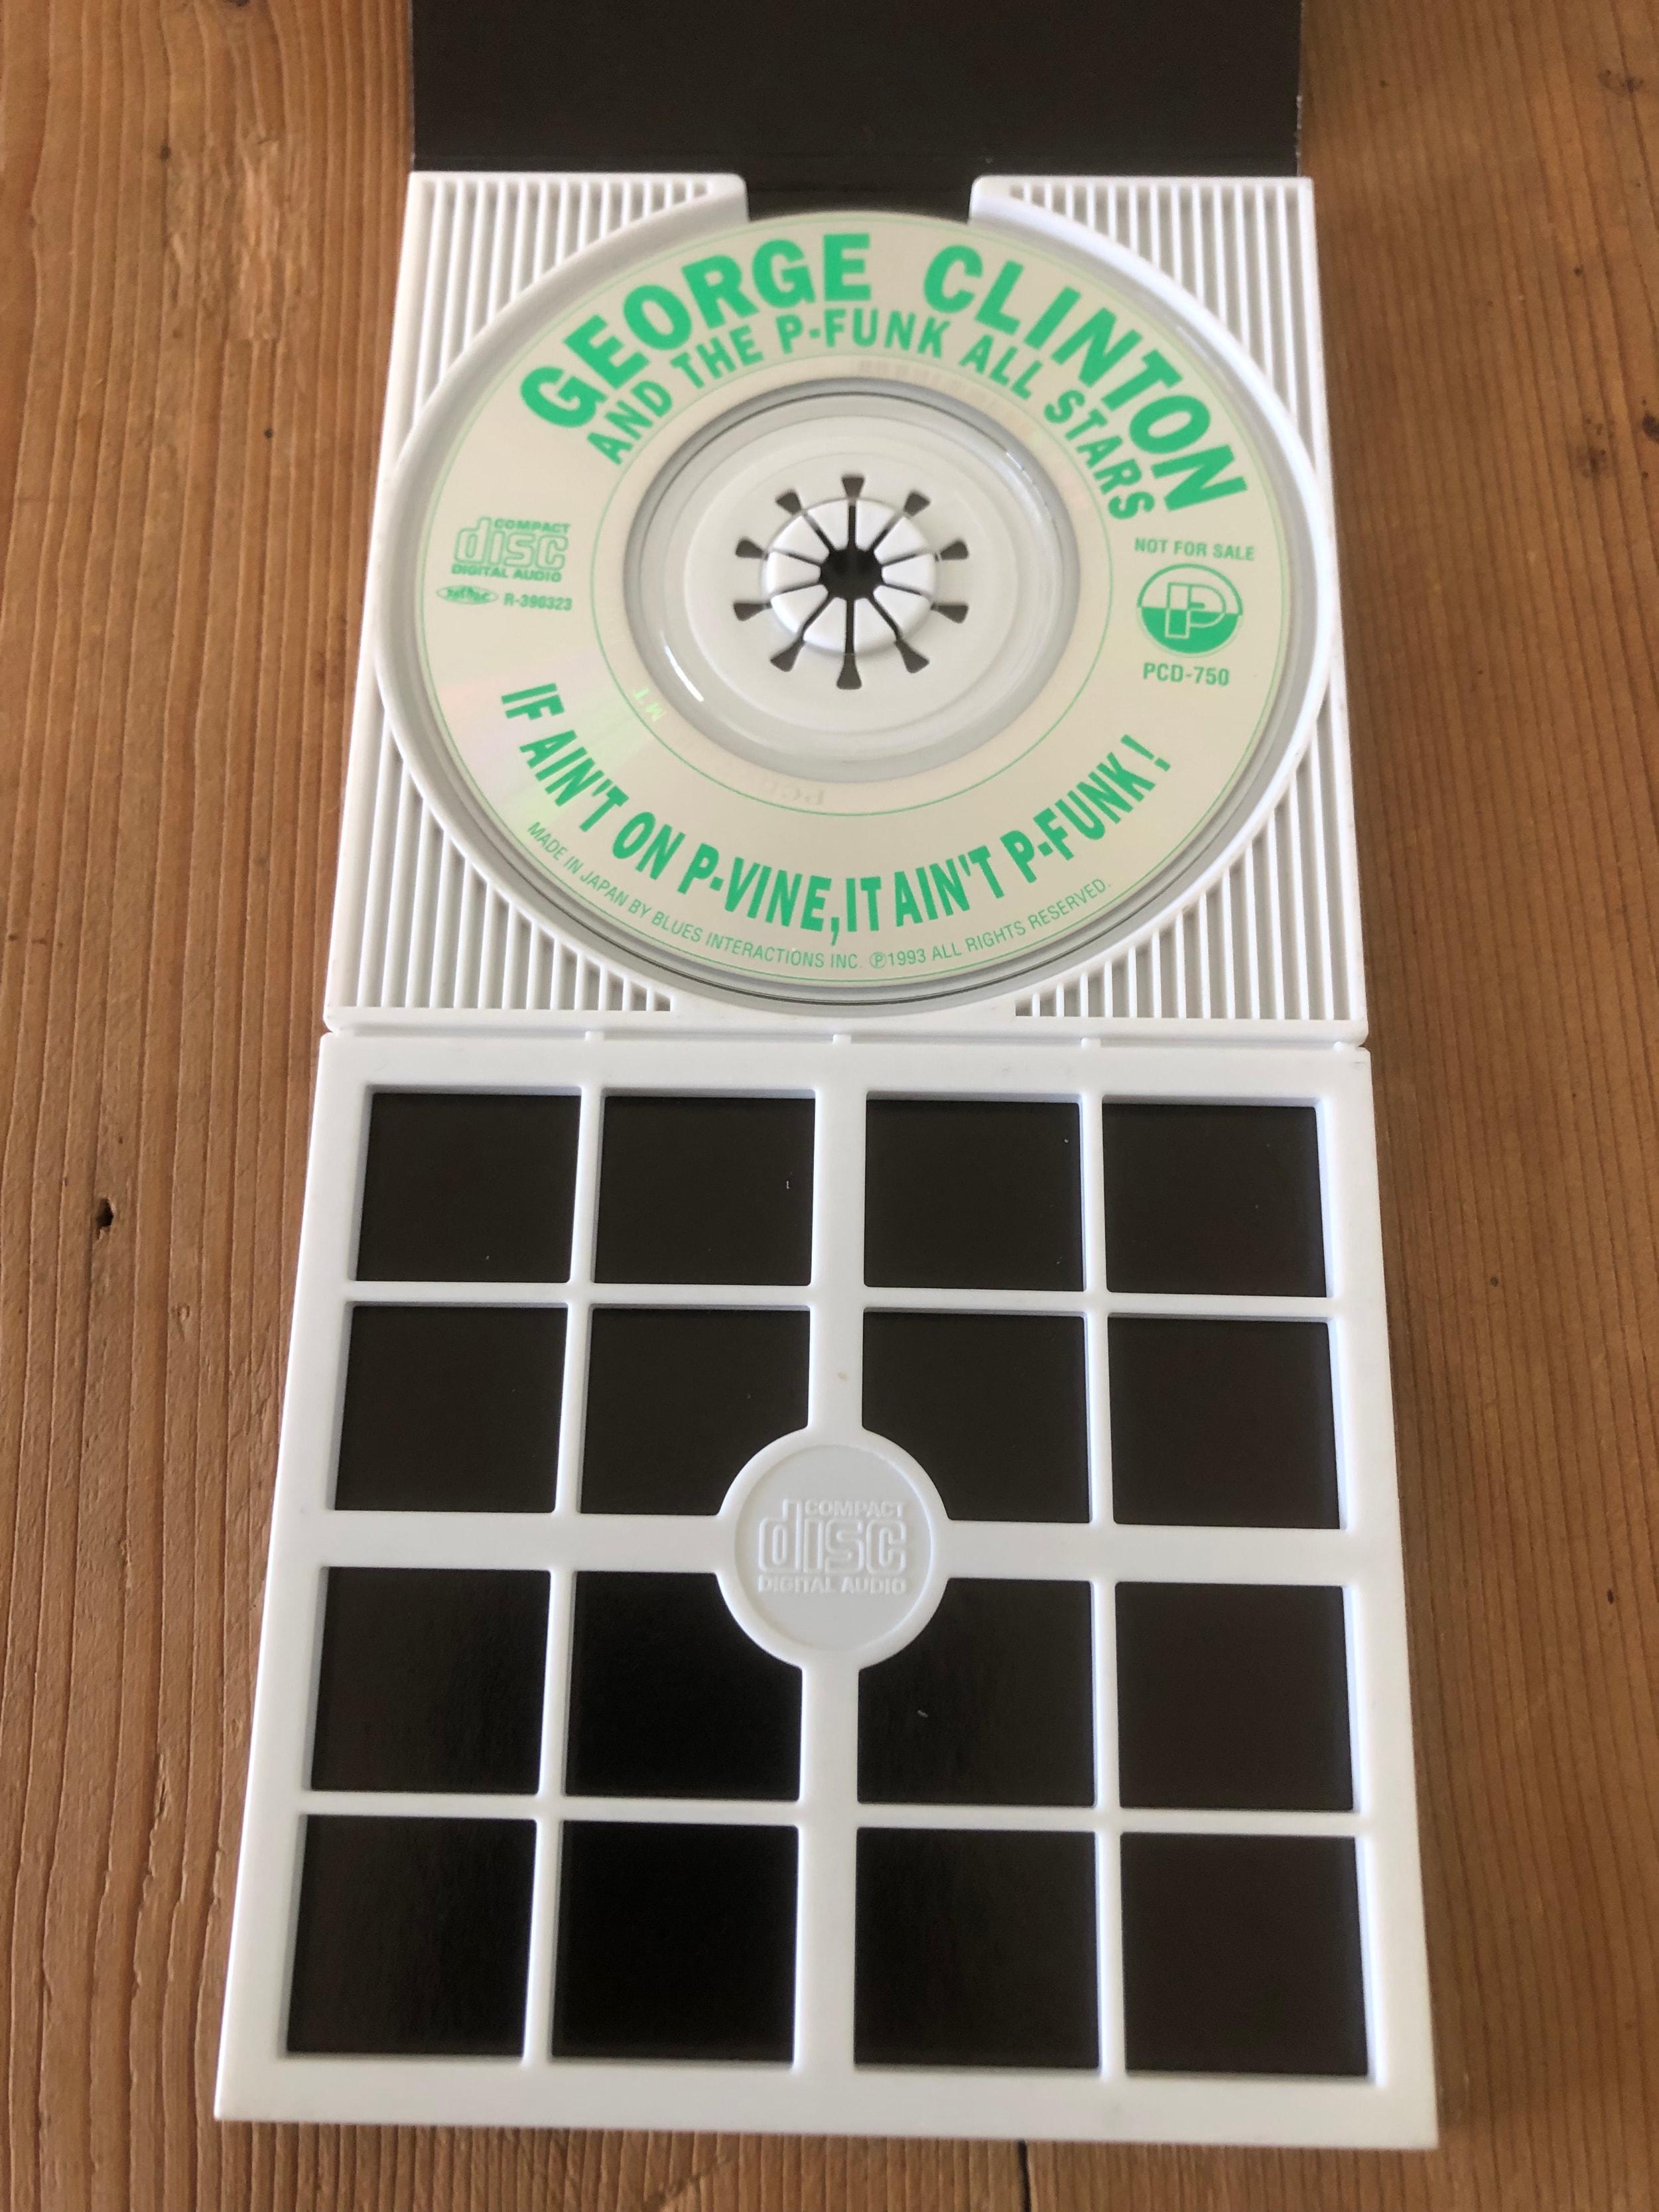 GEORGE CLINTON
AND THE P-FUNK ALL STARS
COMPACT
disc
DIGITAL AUDIO
R-390323
NOT FOR SALE
P
PCD-750
IF AIN'T ON P-VINE, IT AIN'T P-FUNK!
MADE IN JAPAN BY BLUES INTERACTIONS INC. ℗1993 ALL RIGHTS RESERVED.
COMPACT
disc
DIGITAL AUDIO